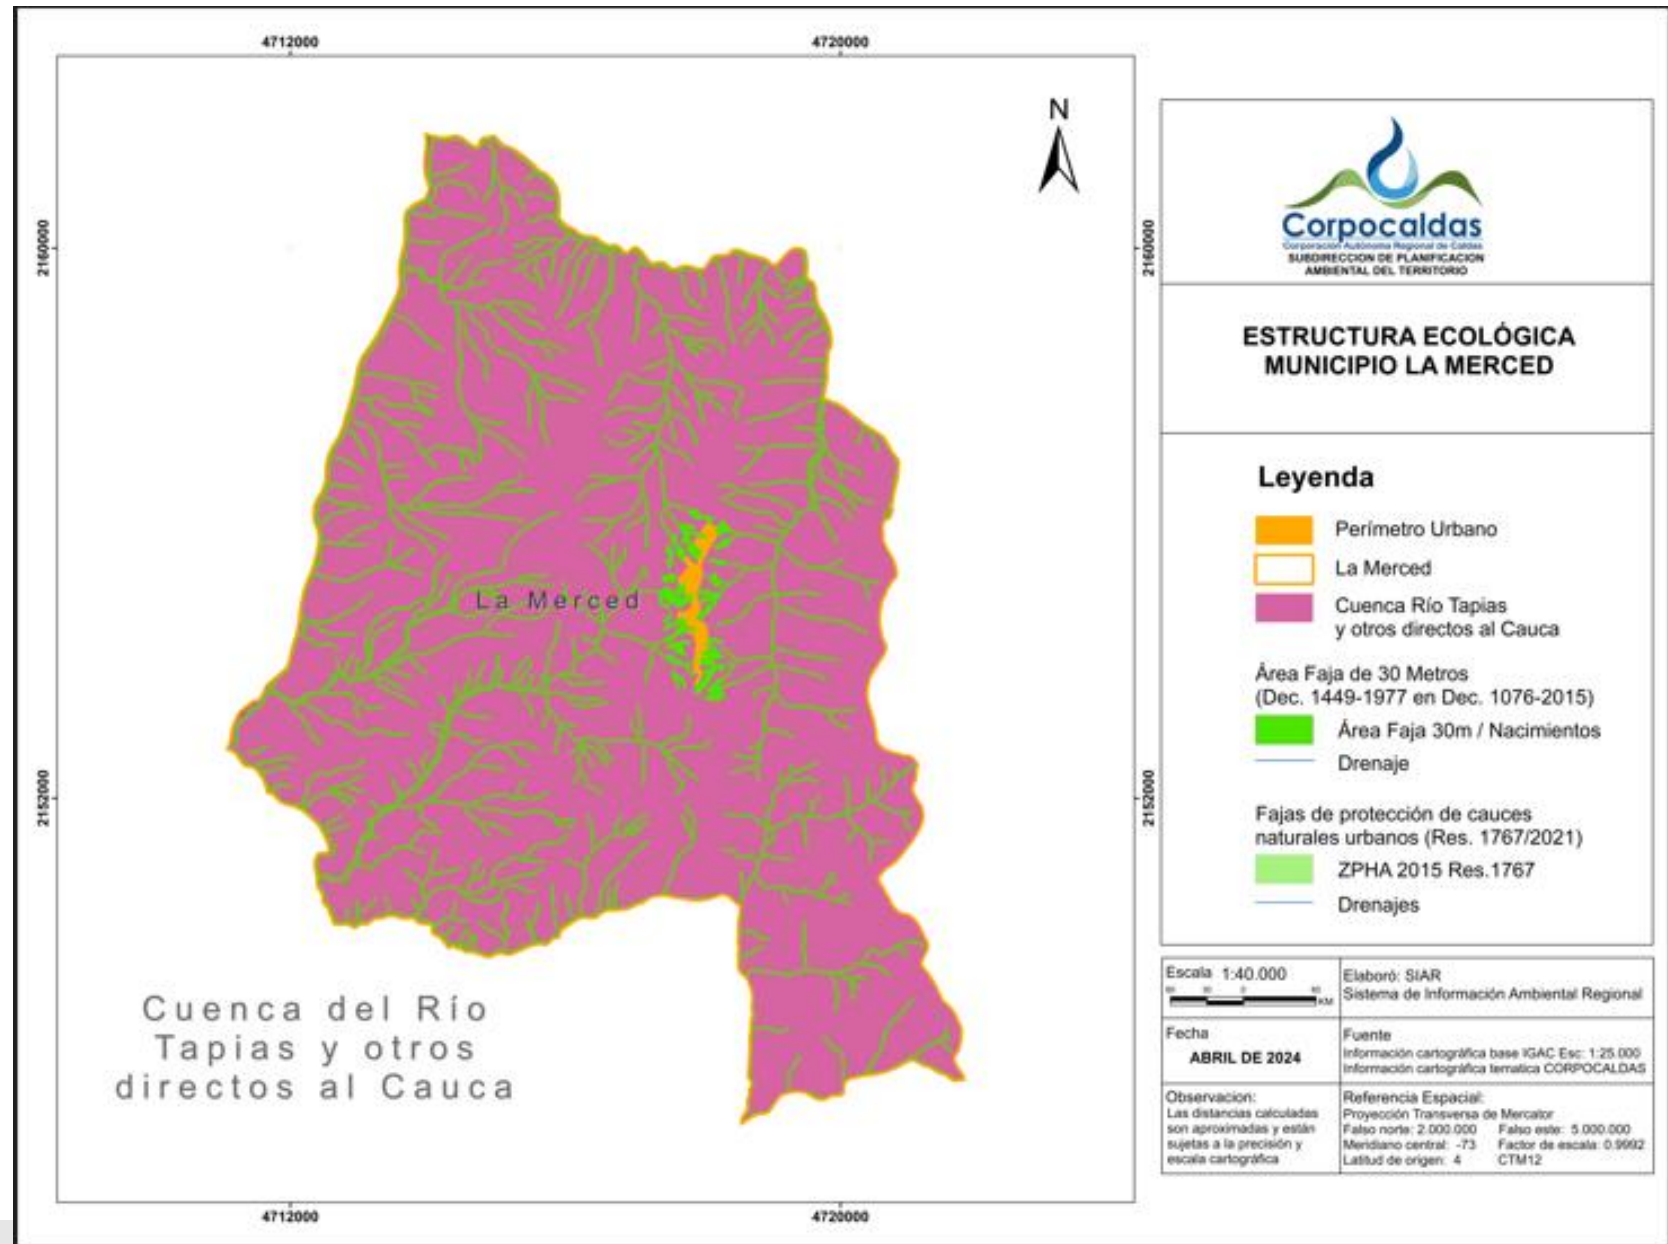 4712000
4720000
N
2160000
2160000
2152000
2152000
La Merced
Cuenca del Río
Tapias y otros
directos al Cauca
4712000
4720000
Corpocaldas
Corporación Autónoma Regional de Caldas
SUBDIRECCION DE PLANIFICACION
AMBIENTAL DEL TERRITORIO
ESTRUCTURA ECOLÓGICA
MUNICIPIO LA MERCED
Leyenda
Perímetro Urbano
La Merced
Cuenca Río Tapias
y otros directos al Cauca
Área Faja de 30 Metros
(Dec. 1449-1977 en Dec. 1076-2015)
Área Faja 30m / Nacimientos
Drenaje
Fajas de protección de cauces
naturales urbanos (Res. 1767/2021)
ZPHA 2015 Res.1767
Drenajes
Escala 1:40.000
KM
Elaboró: SIAR
Sistema de Información Ambiental Regional
Fecha
ABRIL DE 2024
Fuente
Información cartográfica base IGAC Esc: 1:25.000
Información cartográfica tematica CORPOCALDAS
Observacion:
Las distancias calculadas
son aproximadas y están
sujetas a la precisión y
escala cartográfica
Referencia Espacial:
Proyección Transversa de Mercator
Falso norte: 2.000.000 Falso este: 5.000.000
Meridiano central: -73 Factor de escala: 0.9992
Latitud de origen: 4 CTM12